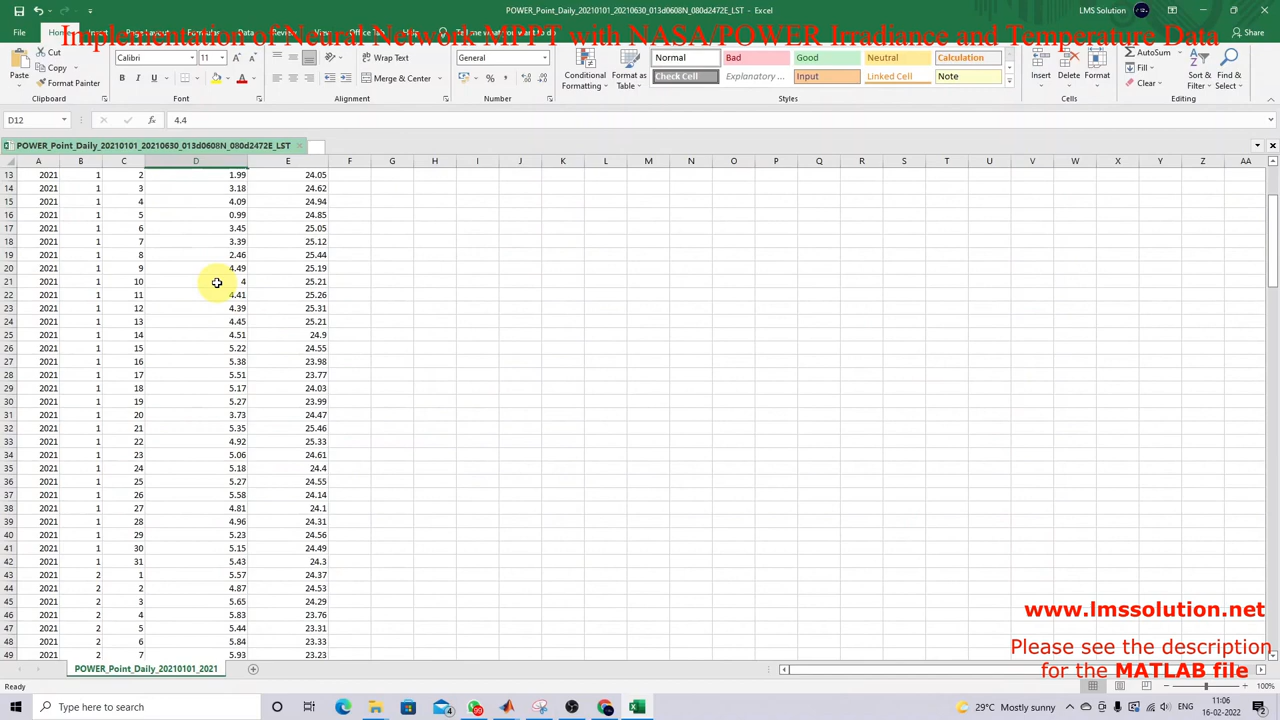 POWER_Point_Daily_20210101_20210630_013d0608N_080d2472E_LST - Excel
LMS Solution
Implementation of Neural Network MPPT with NASA/POWER Irradiance and Temperature Data
File Home Page Layout Formulas Data Review View Office Tab Tell me what you want to do Share
Paste Cut Copy Format Painter
Calibri 11
Wrap Text Merge & Center
General
Conditional Formatting Format as Table
Normal Bad Good Neutral Calculation
Check Cell Explanatory ... Input Linked Cell Note
Insert Delete Format
AutoSum Fill Clear
Sort & Filter Find & Select
Clipboard Font Alignment Number Styles Cells Editing
D12 4.4
POWER_Point_Daily_20210101_20210630_013d0608N_080d2472E_LST
A B C D E F G H I J K L M N O P Q R S T U V W X Y Z AA
13 2021 1 2 1.99 24.05
14 2021 1 3 3.18 24.62
15 2021 1 4 4.09 24.94
16 2021 1 5 0.99 24.85
17 2021 1 6 3.45 25.05
18 2021 1 7 3.39 25.12
19 2021 1 8 2.46 25.44
20 2021 1 9 4.49 25.19
21 2021 1 10 4 25.21
22 2021 1 11 4.41 25.26
23 2021 1 12 4.39 25.31
24 2021 1 13 4.45 25.21
25 2021 1 14 4.51 24.9
26 2021 1 15 5.22 24.55
27 2021 1 16 5.38 23.98
28 2021 1 17 5.51 23.77
29 2021 1 18 5.17 24.03
30 2021 1 19 5.27 23.99
31 2021 1 20 3.73 24.47
32 2021 1 21 5.35 25.46
33 2021 1 22 4.92 25.33
34 2021 1 23 5.06 24.61
35 2021 1 24 5.18 24.4
36 2021 1 25 5.27 24.55
37 2021 1 26 5.58 24.14
38 2021 1 27 4.81 24.1
39 2021 1 28 4.96 24.31
40 2021 1 29 5.23 24.56
41 2021 1 30 5.15 24.49
42 2021 1 31 5.43 24.3
43 2021 2 1 5.57 24.37
44 2021 2 2 4.87 24.53
45 2021 2 3 5.65 24.29
46 2021 2 4 5.83 23.76
47 2021 2 5 5.44 23.31
48 2021 2 6 5.84 23.33
49 2021 2 7 5.93 23.23
www.lmssolution.net
Please see the description
for the MATLAB file
POWER_Point_Daily_20210101_2021
Ready 100%
Type here to search
29°C Mostly sunny ENG 11:06
16-02-2022